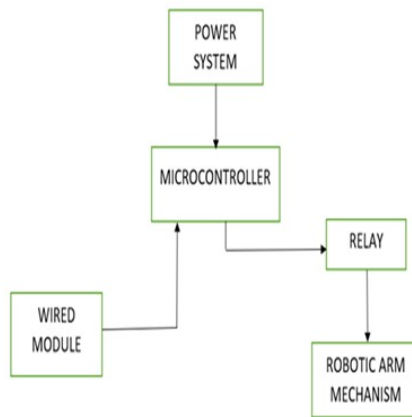 POWER
SYSTEM
MICROCONTROLLER
RELAY
WIRED
MODULE
ROBOTIC ARM
MECHANISM